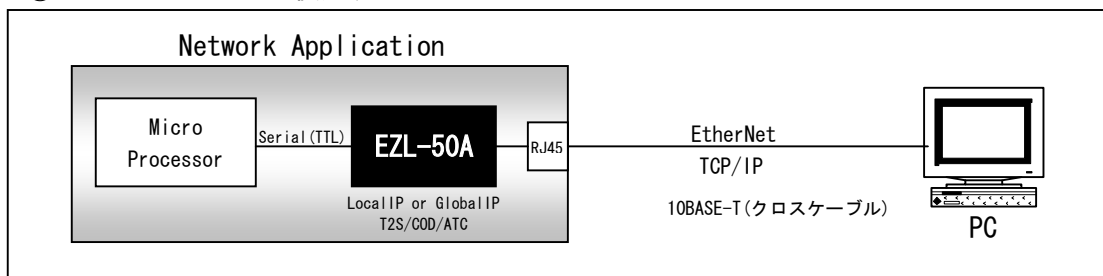 Network Application
Micro
Processor
Serial(TTL)
EZL-50A
RJ45
LocalIP or GlobalIP
T2S/COD/ATC
EtherNet
TCP/IP
10BASE-T(クロスケーブル)
PC